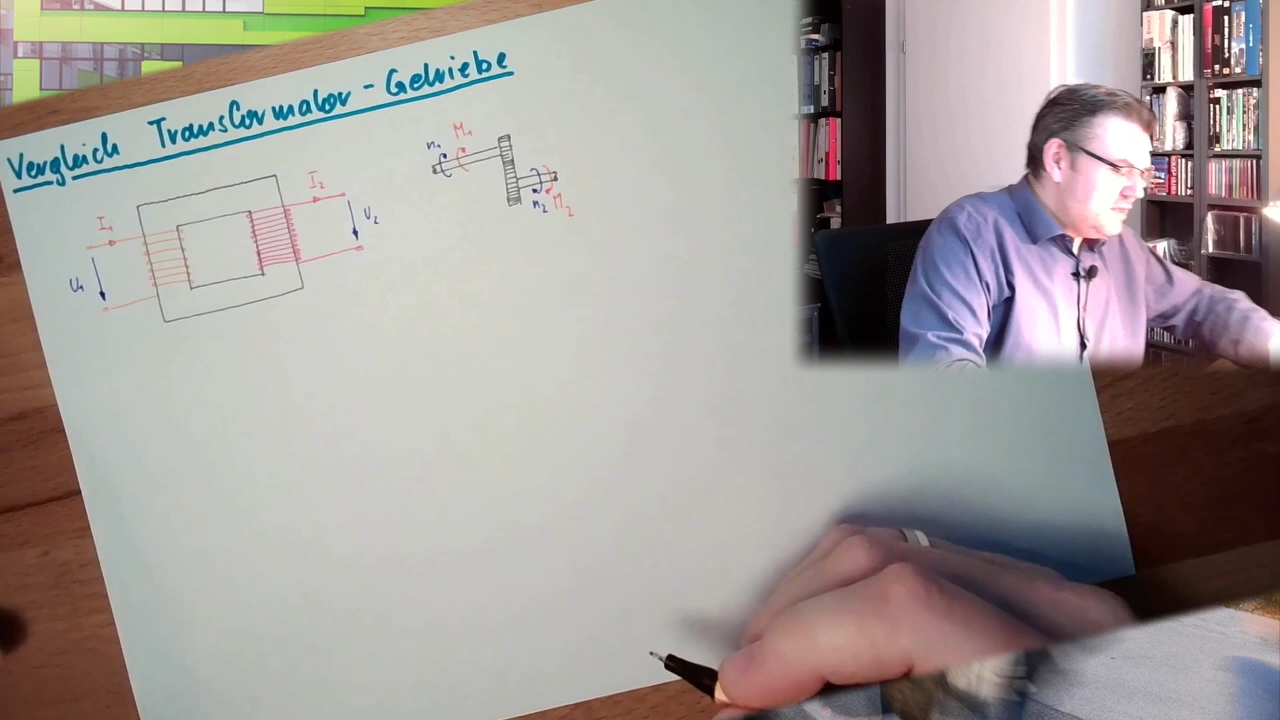 Vergleich Transformator - Getriebe
I₁
U₁
I₂
U₂
n₁
M₁
n₂
M₂